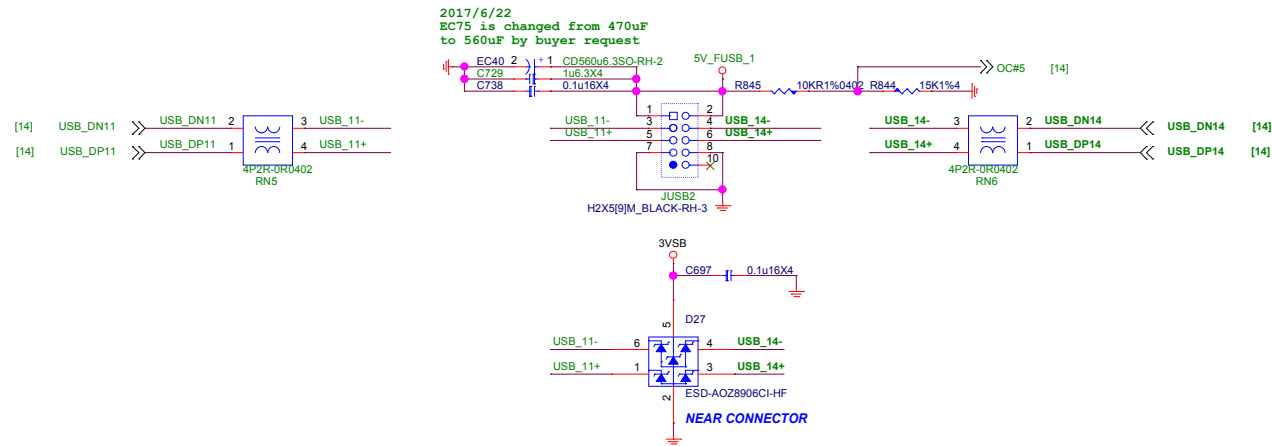 2017/6/22
EC75 is changed from 470uF
to 560uF by buyer request
EC40 2 + 1 CD560u6.3SO-RH-2
C729 1u6.3X4
C738 0.1u16X4
5V_FUSB_1
R845 10KR1%0402 R844 15K1%4
OC#5 [14]
[14] USB_DN11 USB_DN11 2 3 USB_11-
[14] USB_DP11 USB_DP11 1 4 USB_11+
4P2R-0R0402
RN5
1 2
USB_11- 3 4 USB_14-
USB_11+ 5 6 USB_14+
7 8
10
JUSB2
H2X5[9]M_BLACK-RH-3
USB_14- 3 2 USB_DN14 USB_DN14 [14]
USB_14+ 4 1 USB_DP14 USB_DP14 [14]
4P2R-0R0402
RN6
3VSB
C697 0.1u16X4
D27
5
USB_11- 6 4 USB_14-
USB_11+ 1 3 USB_14+
2
ESD-AOZ8906CI-HF
NEAR CONNECTOR